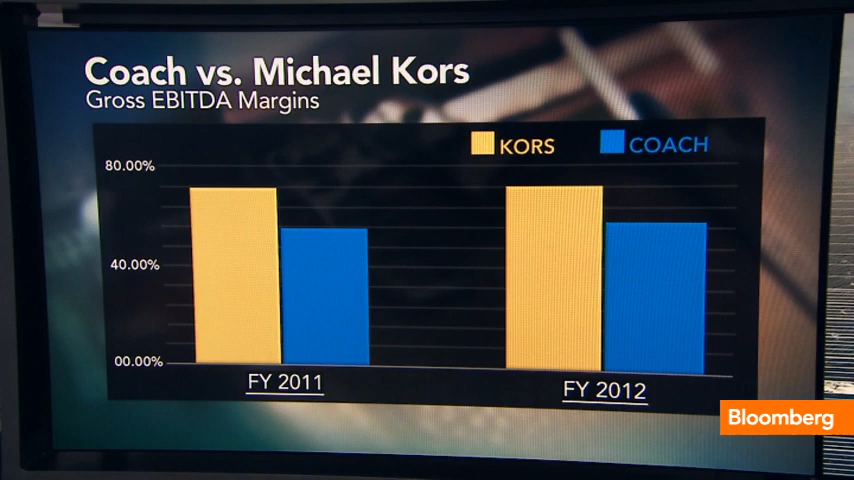 Coach vs. Michael Kors
Gross EBITDA Margins
KORS
COACH
80.00%
40.00%
00.00%
FY 2011
FY 2012
Bloomberg